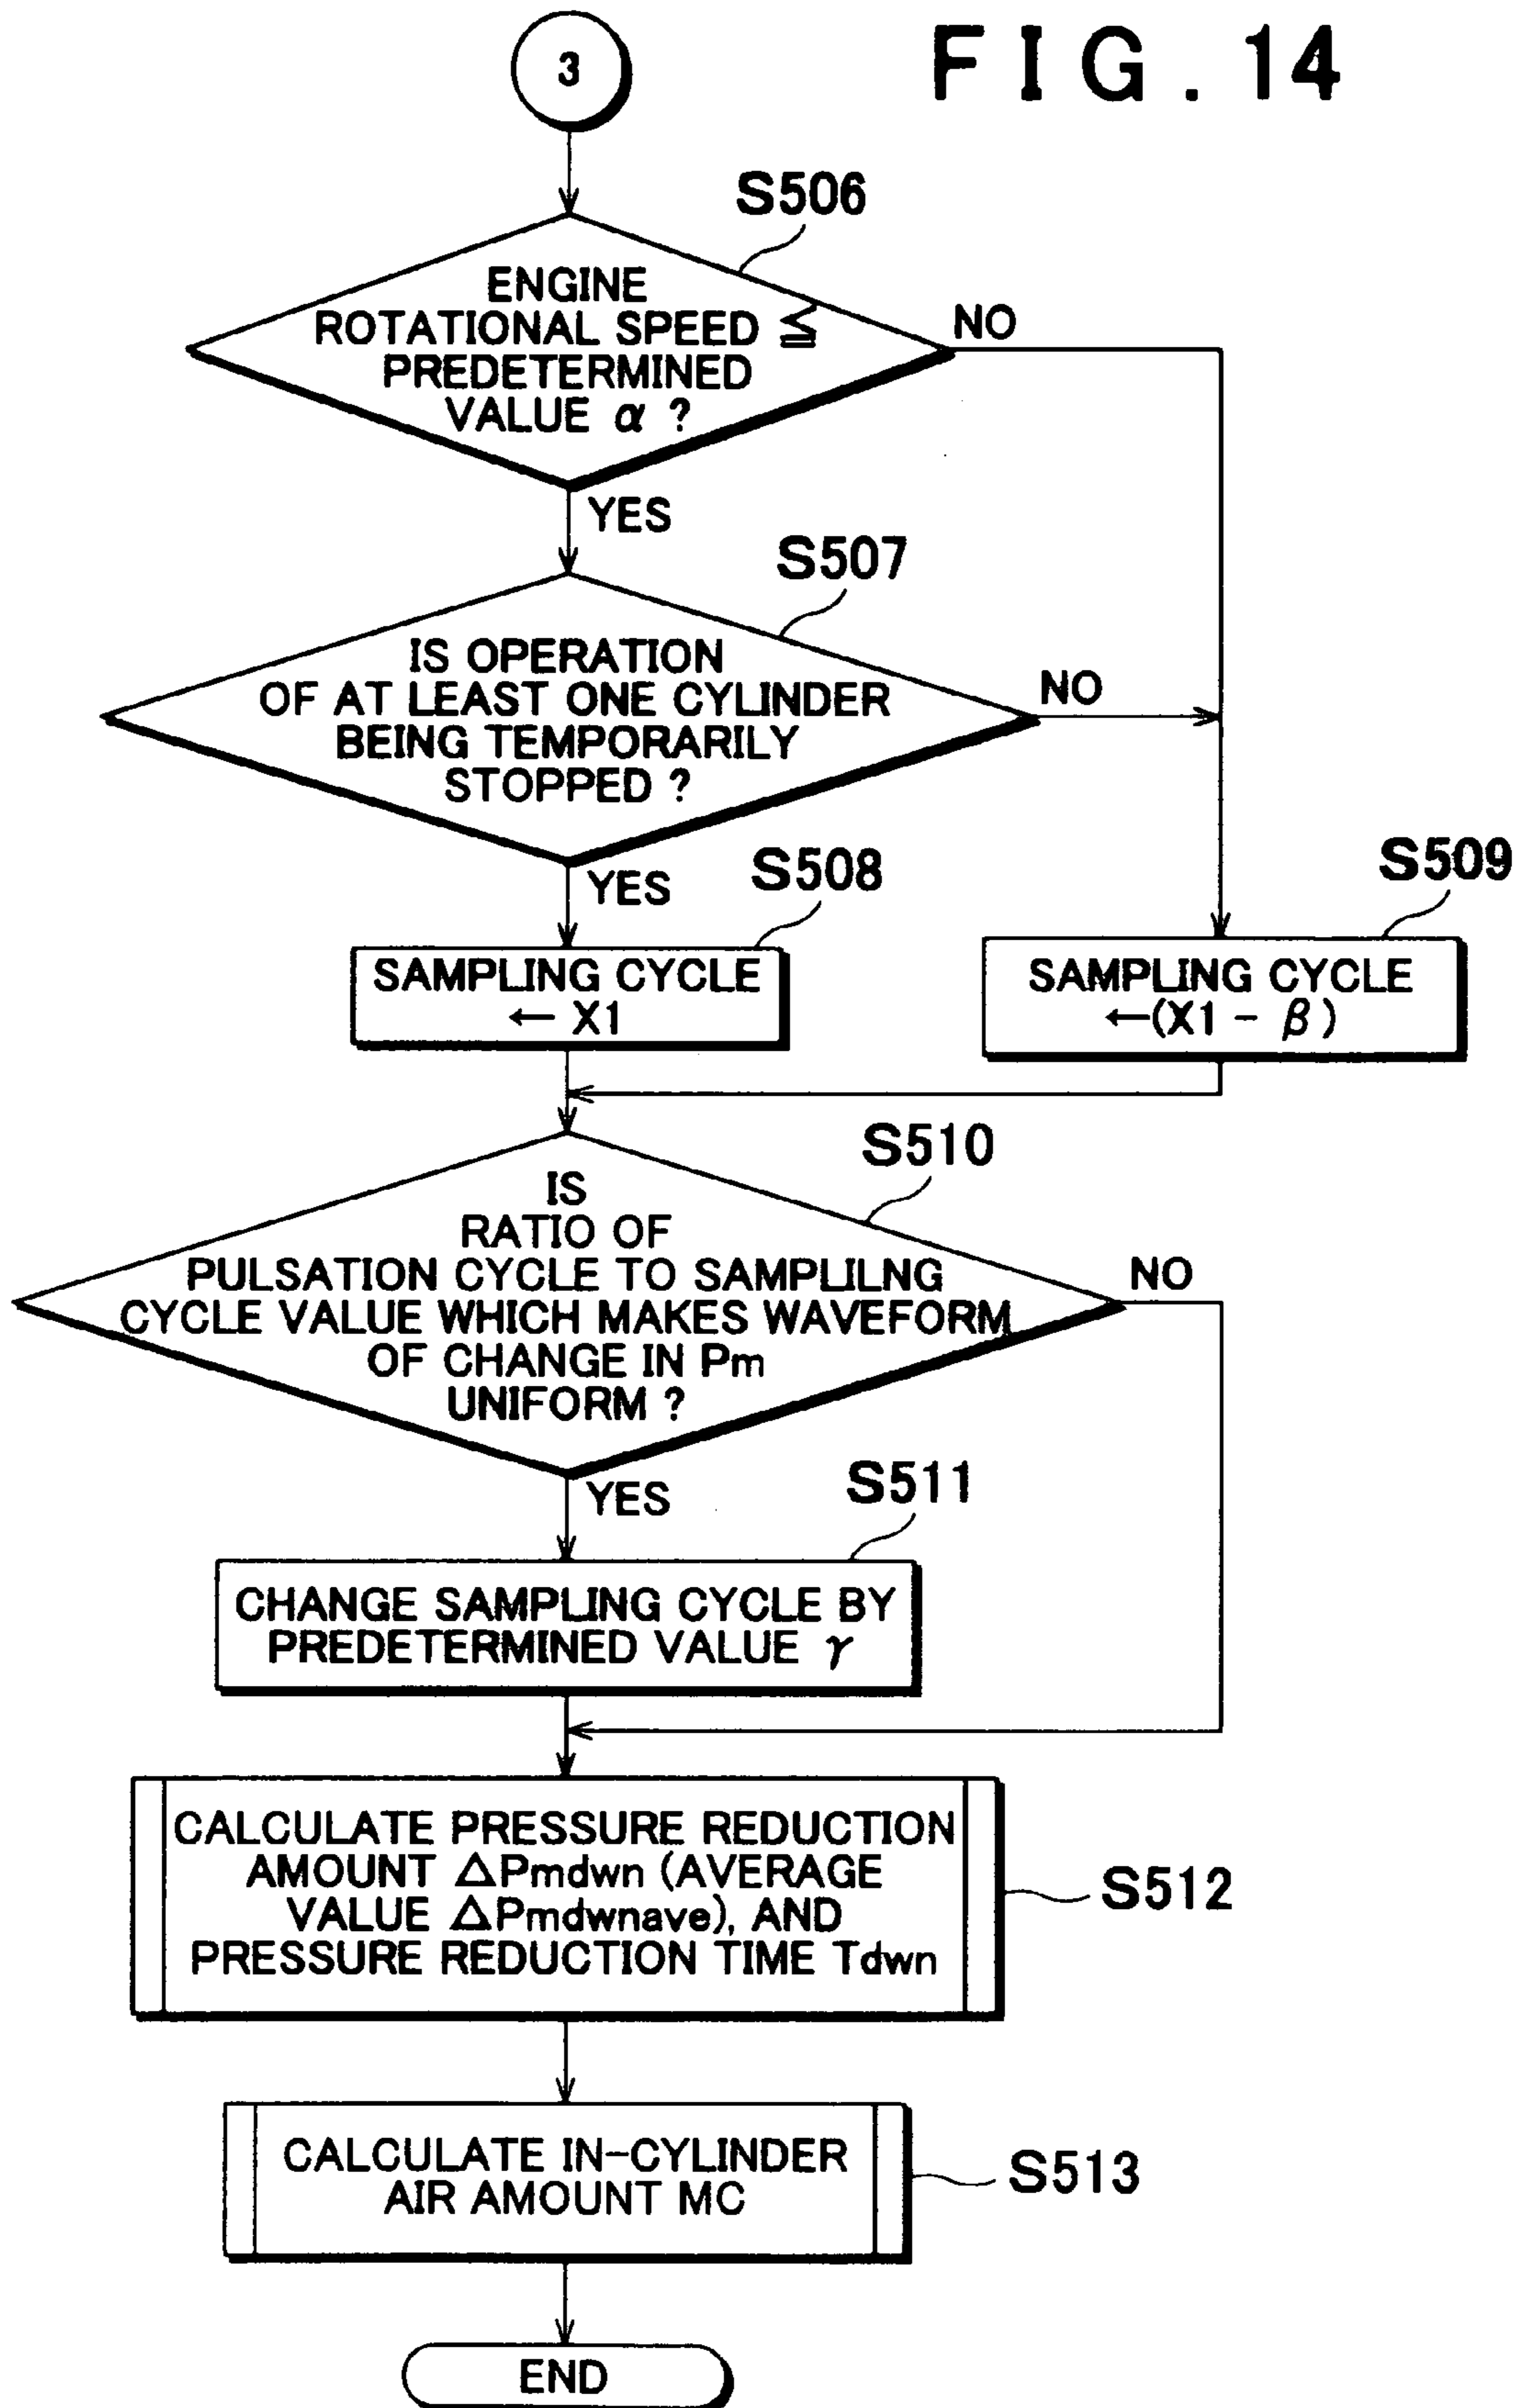 FIG.14
3
S506
ENGINE
ROTATIONAL SPEED ≦
PREDETERMINED
VALUE α ?
NO
YES
S507
IS OPERATION
OF AT LEAST ONE CYLINDER
BEING TEMPORARILY
STOPPED ?
NO
YES
S508
SAMPLING CYCLE
← X1
S509
SAMPLING CYCLE
←(X1 - β)
S510
IS
RATIO OF
PULSATION CYCLE TO SAMPLILNG
CYCLE VALUE WHICH MAKES WAVEFORM
OF CHANGE IN Pm
UNIFORM ?
NO
YES
S511
CHANGE SAMPLING CYCLE BY
PREDETERMINED VALUE γ
CALCULATE PRESSURE REDUCTION
AMOUNT △Pmdwn (AVERAGE
VALUE △Pmdwnave), AND
PRESSURE REDUCTION TIME Tdwn
S512
CALCULATE IN-CYLINDER
AIR AMOUNT MC
S513
END